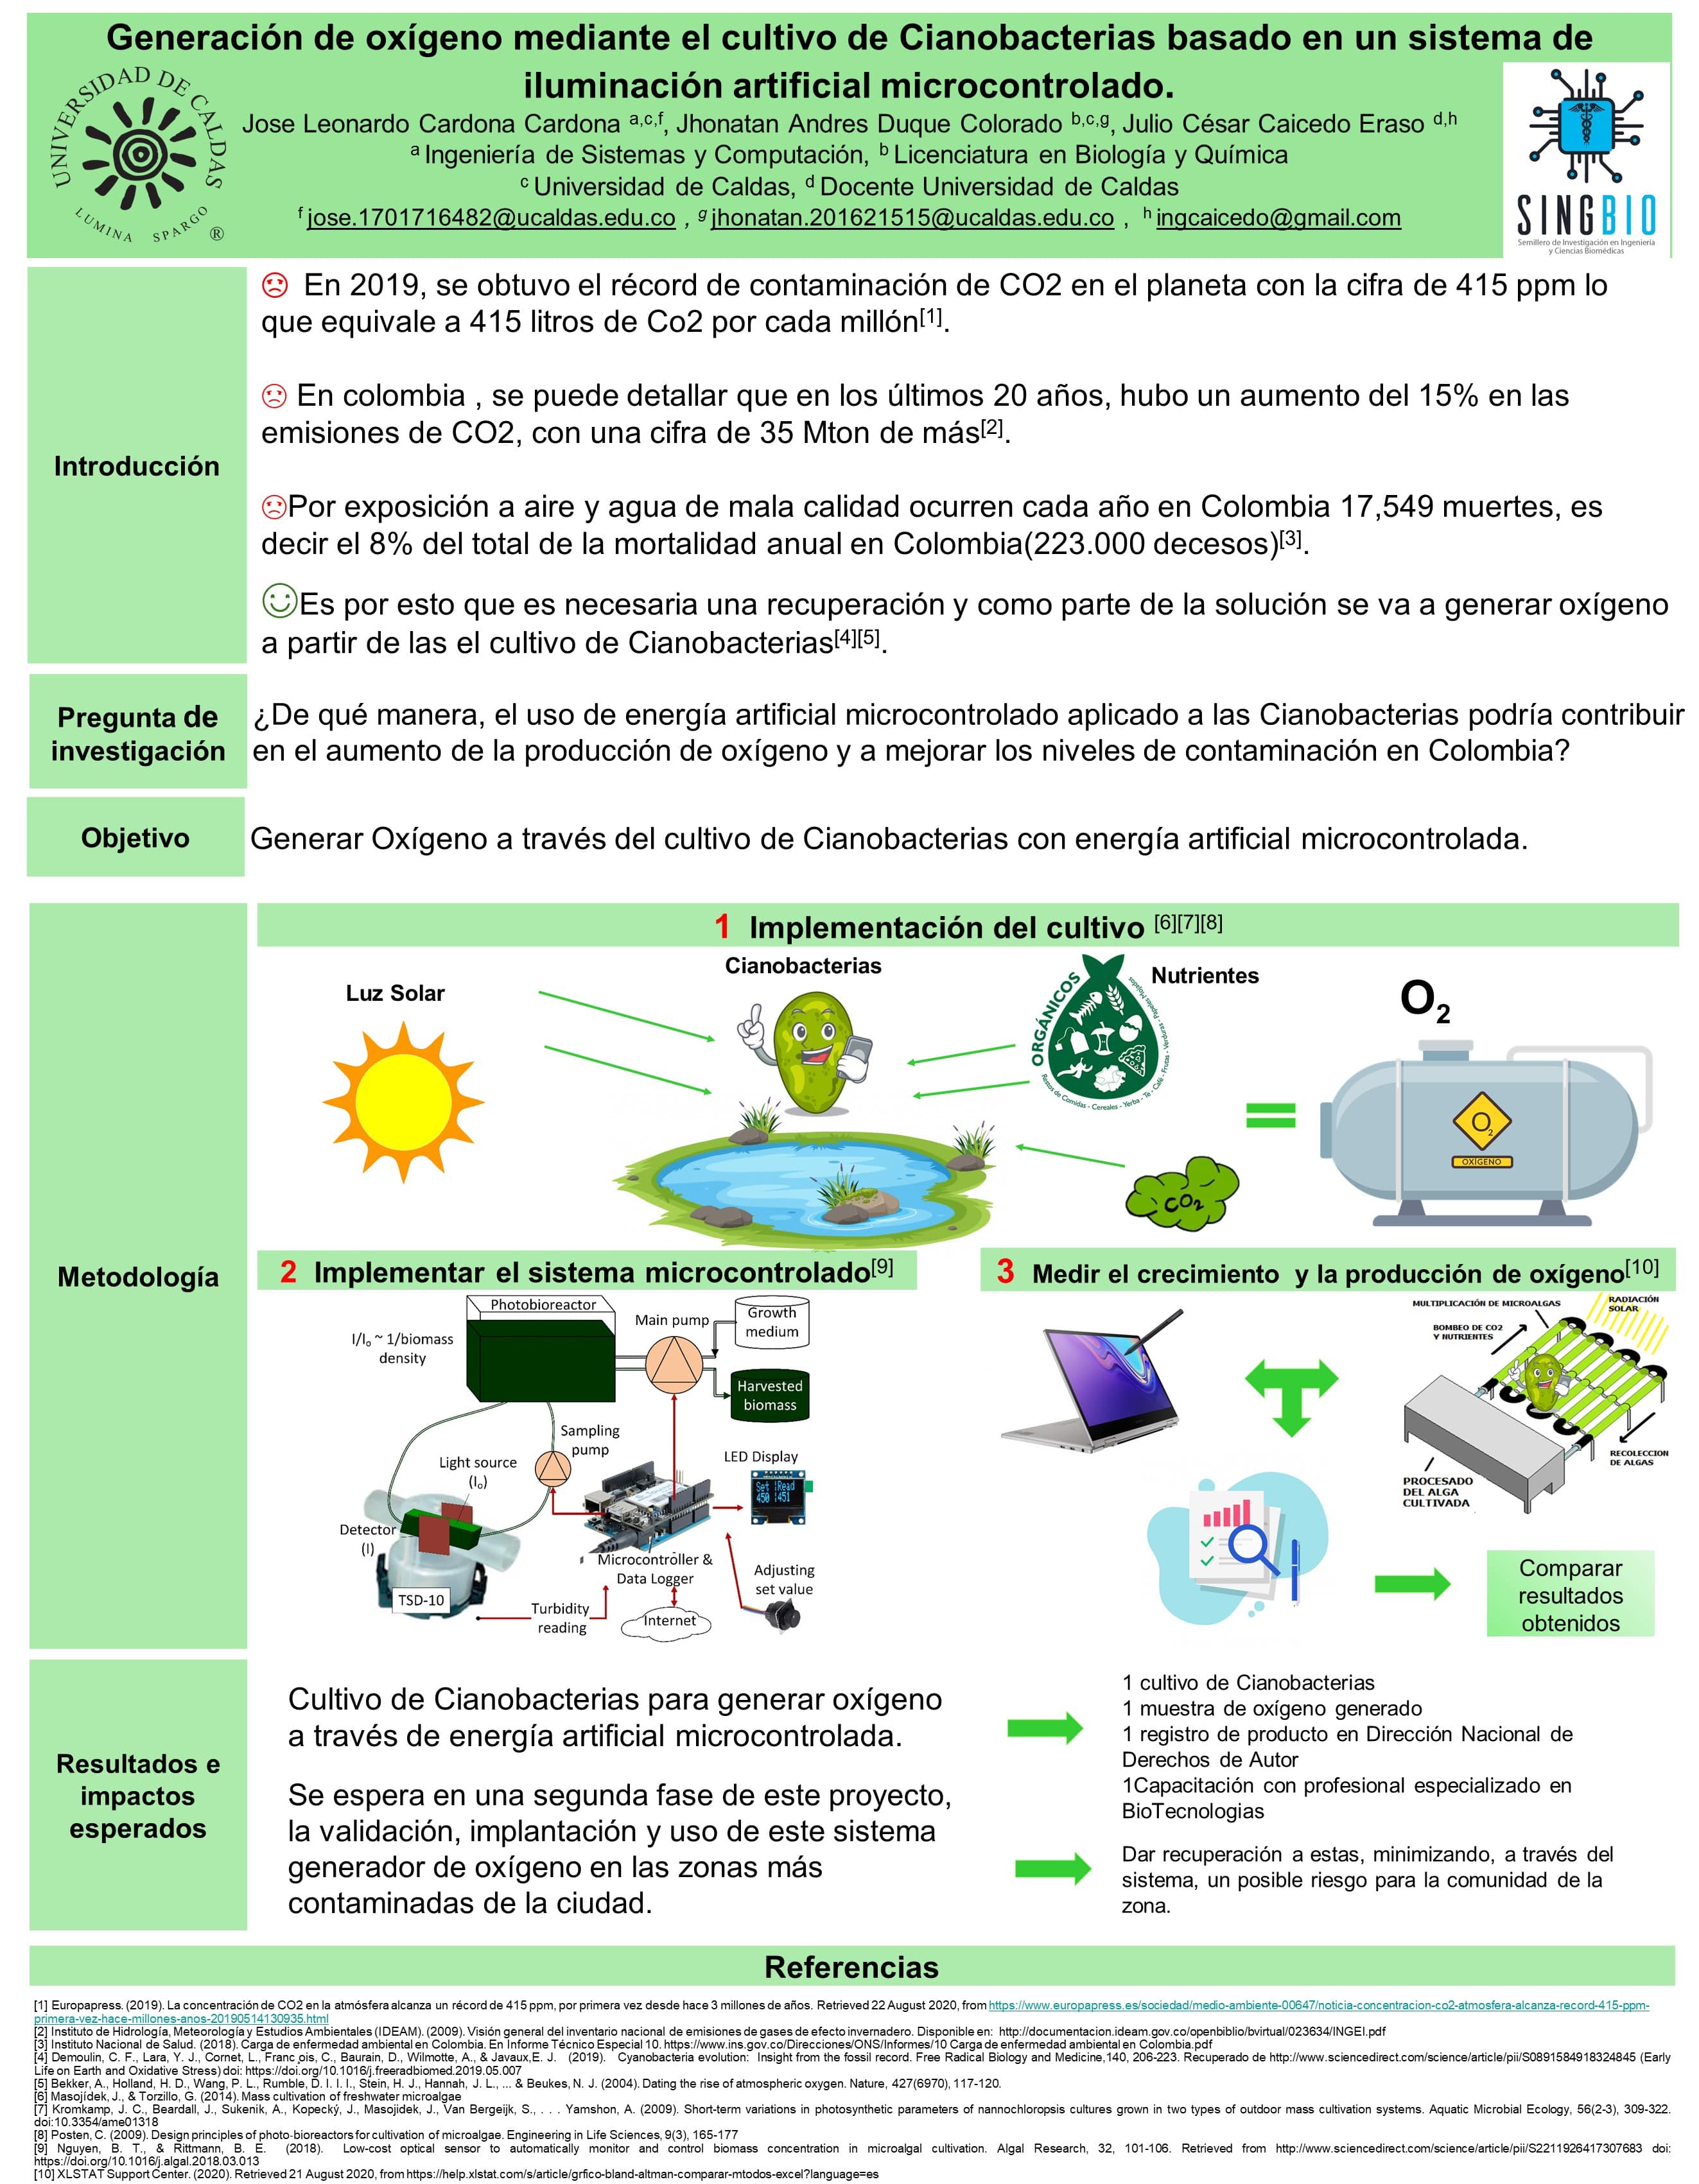 Generación de oxígeno mediante el cultivo de Cianobacterias basado en un sistema de
iluminación artificial microcontrolado.
UNIVERSIDAD DE CALDAS
LUMINA SPARGO
®
Jose Leonardo Cardona Cardona a,c,f, Jhonatan Andres Duque Colorado b,c,g, Julio César Caicedo Eraso d,h
a Ingeniería de Sistemas y Computación, b Licenciatura en Biología y Química
c Universidad de Caldas, d Docente Universidad de Caldas
f jose.1701716482@ucaldas.edu.co , g jhonatan.201621515@ucaldas.edu.co , h ingcaicedo@gmail.com
SINGBIO
Semillero de Investigación en Ingeniería
y Ciencias Biomédicas
Introducción
En 2019, se obtuvo el récord de contaminación de CO2 en el planeta con la cifra de 415 ppm lo
que equivale a 415 litros de Co2 por cada millón[1].
En colombia , se puede detallar que en los últimos 20 años, hubo un aumento del 15% en las
emisiones de CO2, con una cifra de 35 Mton de más[2].
Por exposición a aire y agua de mala calidad ocurren cada año en Colombia 17,549 muertes, es
decir el 8% del total de la mortalidad anual en Colombia(223.000 decesos)[3].
Es por esto que es necesaria una recuperación y como parte de la solución se va a generar oxígeno
a partir de las el cultivo de Cianobacterias[4][5].
Pregunta de
investigación
¿De qué manera, el uso de energía artificial microcontrolado aplicado a las Cianobacterias podría contribuir
en el aumento de la producción de oxígeno y a mejorar los niveles de contaminación en Colombia?
Objetivo
Generar Oxígeno a través del cultivo de Cianobacterias con energía artificial microcontrolada.
Metodología
1 Implementación del cultivo [6][7][8]
Luz Solar
Cianobacterias
Nutrientes
ORGÁNICOS
Restos de Comidas - Cereales - Yerba - Te - Café - Frutas - Verduras - Papeles Mojados
CO2
O2
O2
OXÍGENO
2 Implementar el sistema microcontrolado[9]
Photobioreactor
Main pump
Growth
medium
I/Io ~ 1/biomass
density
Harvested
biomass
Sampling
pump
Light source
(Io)
LED Display
Set Read
450 451
Detector
(I)
TSD-10
Microcontroller &
Data Logger
Adjusting
set value
Turbidity
reading
Internet
3 Medir el crecimiento y la producción de oxígeno[10]
MULTIPLICACIÓN DE MICROALGAS
RADIACIÓN
SOLAR
BOMBEO DE CO2
Y NUTRIENTES
RECOLECCION
DE ALGAS
PROCESADO
DEL ALGA
CULTIVADA
Comparar
resultados
obtenidos
Resultados e
impactos
esperados
Cultivo de Cianobacterias para generar oxígeno
a través de energía artificial microcontrolada.
Se espera en una segunda fase de este proyecto,
la validación, implantación y uso de este sistema
generador de oxígeno en las zonas más
contaminadas de la ciudad.
1 cultivo de Cianobacterias
1 muestra de oxígeno generado
1 registro de producto en Dirección Nacional de
Derechos de Autor
1Capacitación con profesional especializado en
BioTecnologias
Dar recuperación a estas, minimizando, a través del
sistema, un posible riesgo para la comunidad de la
zona.
Referencias
[1] Europapress. (2019). La concentración de CO2 en la atmósfera alcanza un récord de 415 ppm, por primera vez desde hace 3 millones de años. Retrieved 22 August 2020, from https://www.europapress.es/sociedad/medio-ambiente-00647/noticia-concentracion-co2-atmosfera-alcanza-record-415-ppm-
primera-vez-hace-millones-anos-20190514130935.html
[2] Instituto de Hidrología, Meteorología y Estudios Ambientales (IDEAM). (2009). Visión general del inventario nacional de emisiones de gases de efecto invernadero. Disponible en: http://documentacion.ideam.gov.co/openbiblio/bvirtual/023634/INGEI.pdf
[3] Instituto Nacional de Salud. (2018). Carga de enfermedad ambiental en Colombia. En Informe Técnico Especial 10. https://www.ins.gov.co/Direcciones/ONS/Informes/10 Carga de enfermedad ambiental en Colombia.pdf
[4] Demoulin, C. F., Lara, Y. J., Cornet, L., Franc ̧ois, C., Baurain, D., Wilmotte, A., & Javaux,E. J. (2019). Cyanobacteria evolution: Insight from the fossil record. Free Radical Biology and Medicine,140, 206-223. Recuperado de http://www.sciencedirect.com/science/article/pii/S0891584918324845 (Early
Life on Earth and Oxidative Stress) doi: https://doi.org/10.1016/j.freeradbiomed.2019.05.007
[5] Bekker, A., Holland, H. D., Wang, P. L., Rumble, D. I. I. I., Stein, H. J., Hannah, J. L., ... & Beukes, N. J. (2004). Dating the rise of atmospheric oxygen. Nature, 427(6970), 117-120.
[6] Masojídek, J., & Torzillo, G. (2014). Mass cultivation of freshwater microalgae
[7] Kromkamp, J. C., Beardall, J., Sukenik, A., Kopecký, J., Masojidek, J., Van Bergeijk, S., . . . Yamshon, A. (2009). Short-term variations in photosynthetic parameters of nannochloropsis cultures grown in two types of outdoor mass cultivation systems. Aquatic Microbial Ecology, 56(2-3), 309-322.
doi:10.3354/ame01318
[8] Posten, C. (2009). Design principles of photo-bioreactors for cultivation of microalgae. Engineering in Life Sciences, 9(3), 165-177
[9] Nguyen, B. T., & Rittmann, B. E. (2018). Low-cost optical sensor to automatically monitor and control biomass concentration in microalgal cultivation. Algal Research, 32, 101-106. Retrieved from http://www.sciencedirect.com/science/article/pii/S2211926417307683 doi:
https://doi.org/10.1016/j.algal.2018.03.013
[10] XLSTAT Support Center. (2020). Retrieved 21 August 2020, from https://help.xlstat.com/s/article/grfico-bland-altman-comparar-mtodos-excel?language=es